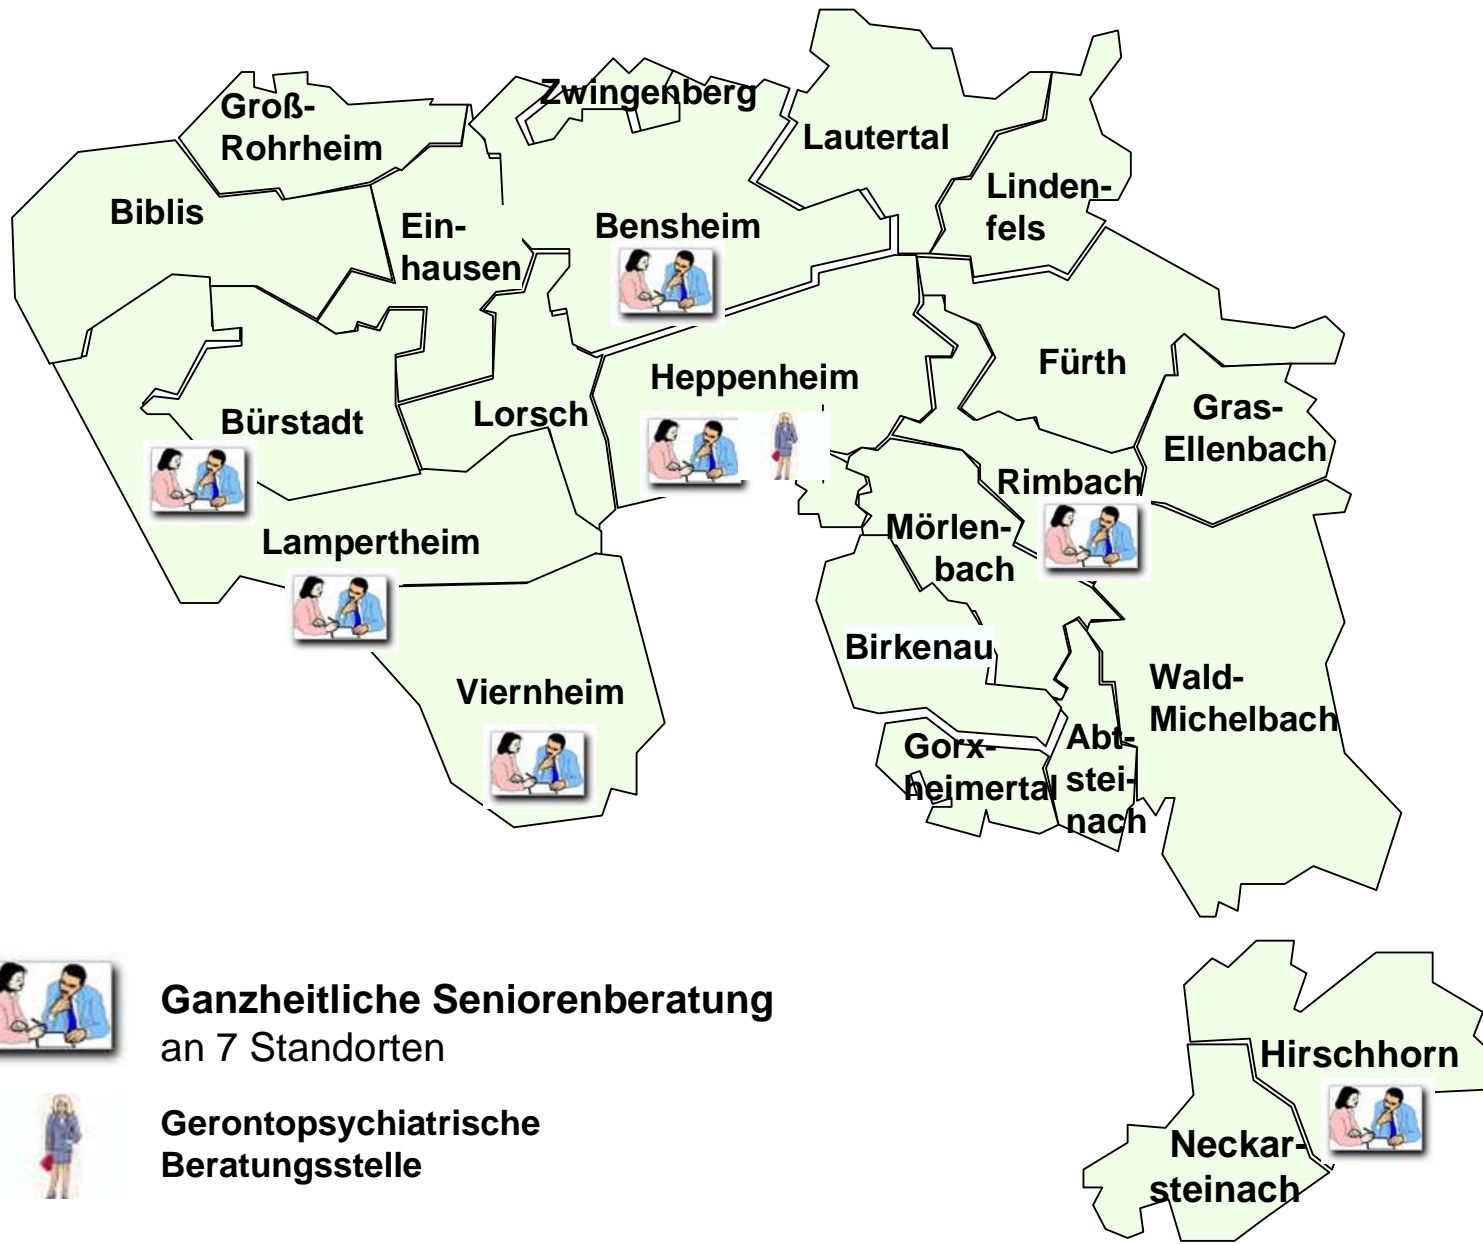 Zwingenberg
Groß-
Rohrheim
Lautertal
Linden-
fels
Biblis
Ein-
hausen
Bensheim
Fürth
Heppenheim
Gras-
Ellenbach
Bürstadt
Lorsch
Rimbach
Mörlen-
bach
Lampertheim
Birkenau
Viernheim
Wald-
Michelbach
Gorx-
heimertal
Abt-
stei-
nach
Ganzheitliche Seniorenberatung
an 7 Standorten
Gerontopsychiatrische
Beratungsstelle
Hirschhorn
Neckar-
steinach